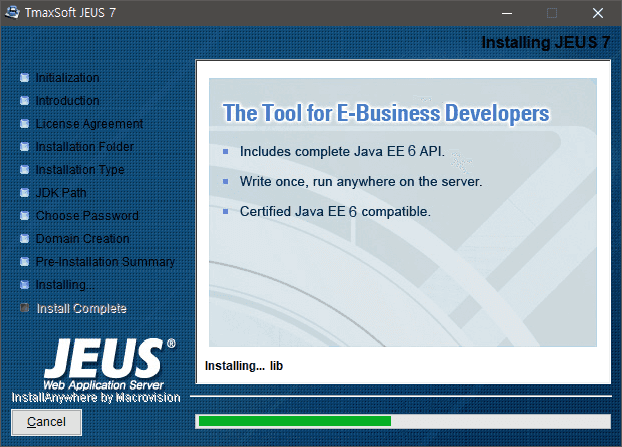 TmaxSoft JEUS 7
Installing JEUS 7
Initialization
Introduction
License Agreement
Installation Folder
Installation Type
JDK Path
Choose Password
Domain Creation
Pre-Installation Summary
Installing...
Install Complete
The Tool for E-Business Developers
Includes complete Java EE 6 API.
Write once, run anywhere on the server.
Certified Java EE 6 compatible.
Installing... lib
JEUS®
Web Application Server
InstallAnywhere by Macrovision
Cancel